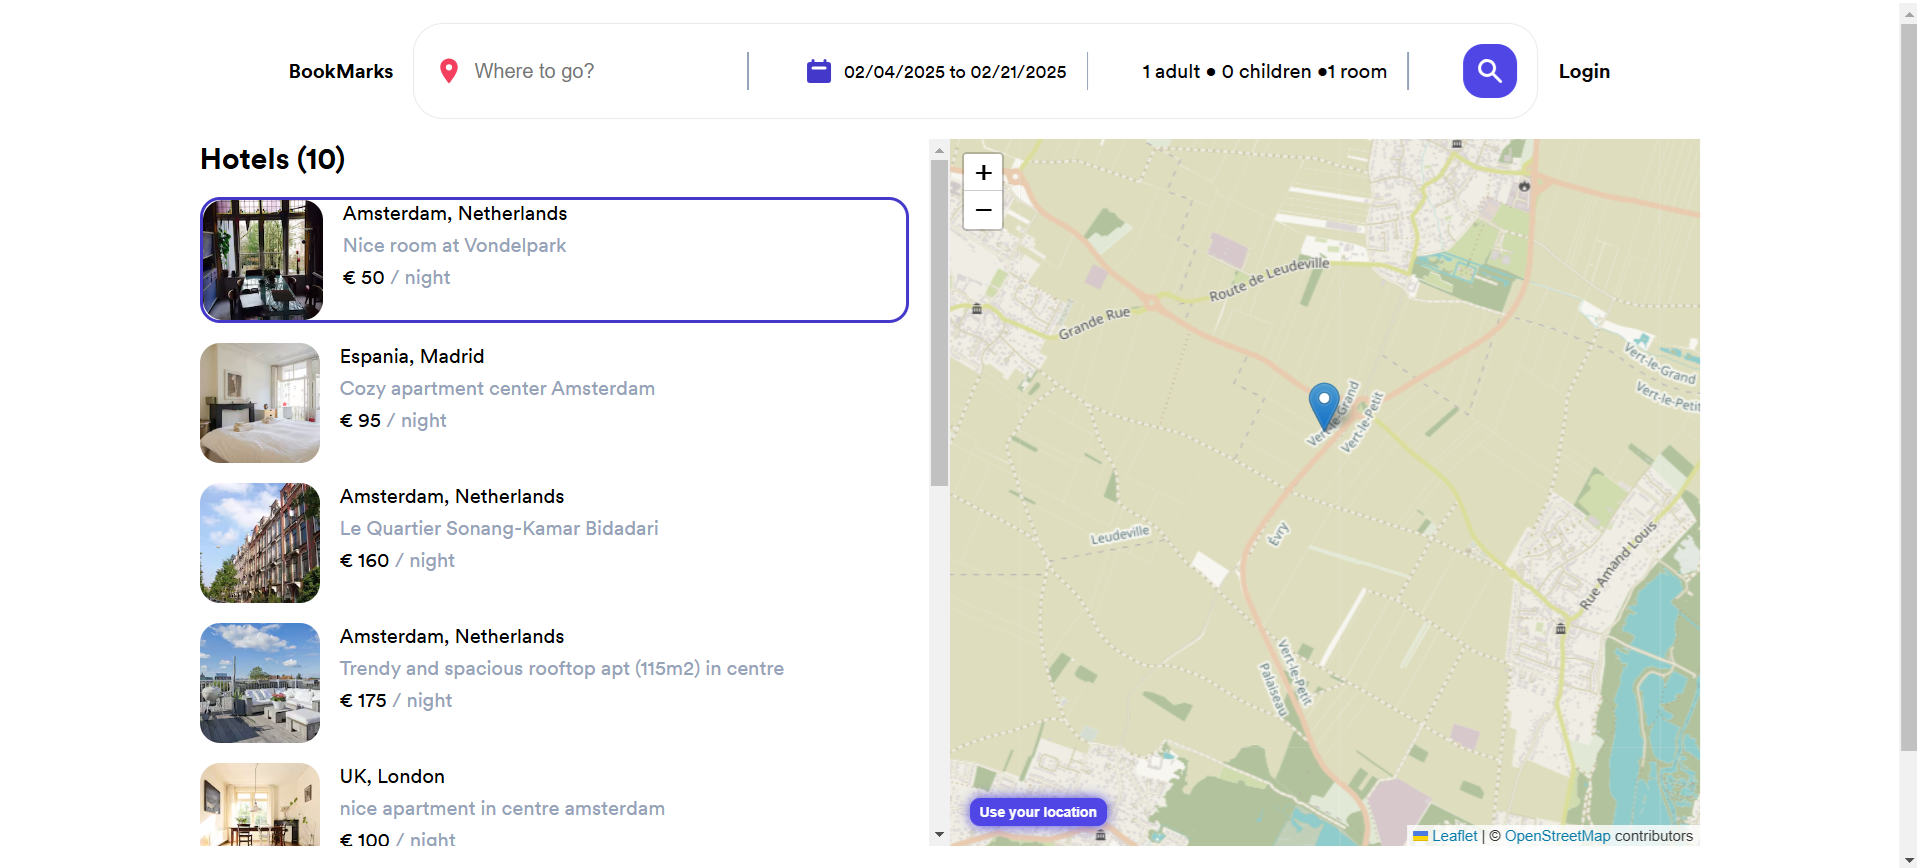 BookMarks
Where to go?
02/04/2025 to 02/21/2025
1 adult ● 0 children ●1 room
Login
Hotels (10)
Amsterdam, Netherlands
Nice room at Vondelpark
€ 50 / night
Espania, Madrid
Cozy apartment center Amsterdam
€ 95 / night
Amsterdam, Netherlands
Le Quartier Sonang-Kamar Bidadari
€ 160 / night
Amsterdam, Netherlands
Trendy and spacious rooftop apt (115m2) in centre
€ 175 / night
UK, London
nice apartment in centre amsterdam
€ 100 / night
+
−
Route de Leudeville
Grande Rue
Vert-le-Grand
Vert-le-Petit
Vert-le-Grand
Vert-le-Petit
Leudeville
Évry
Rue Amand Louis
Vert-le-Petit
Palaiseau
Use your location
Leaflet | © OpenStreetMap contributors